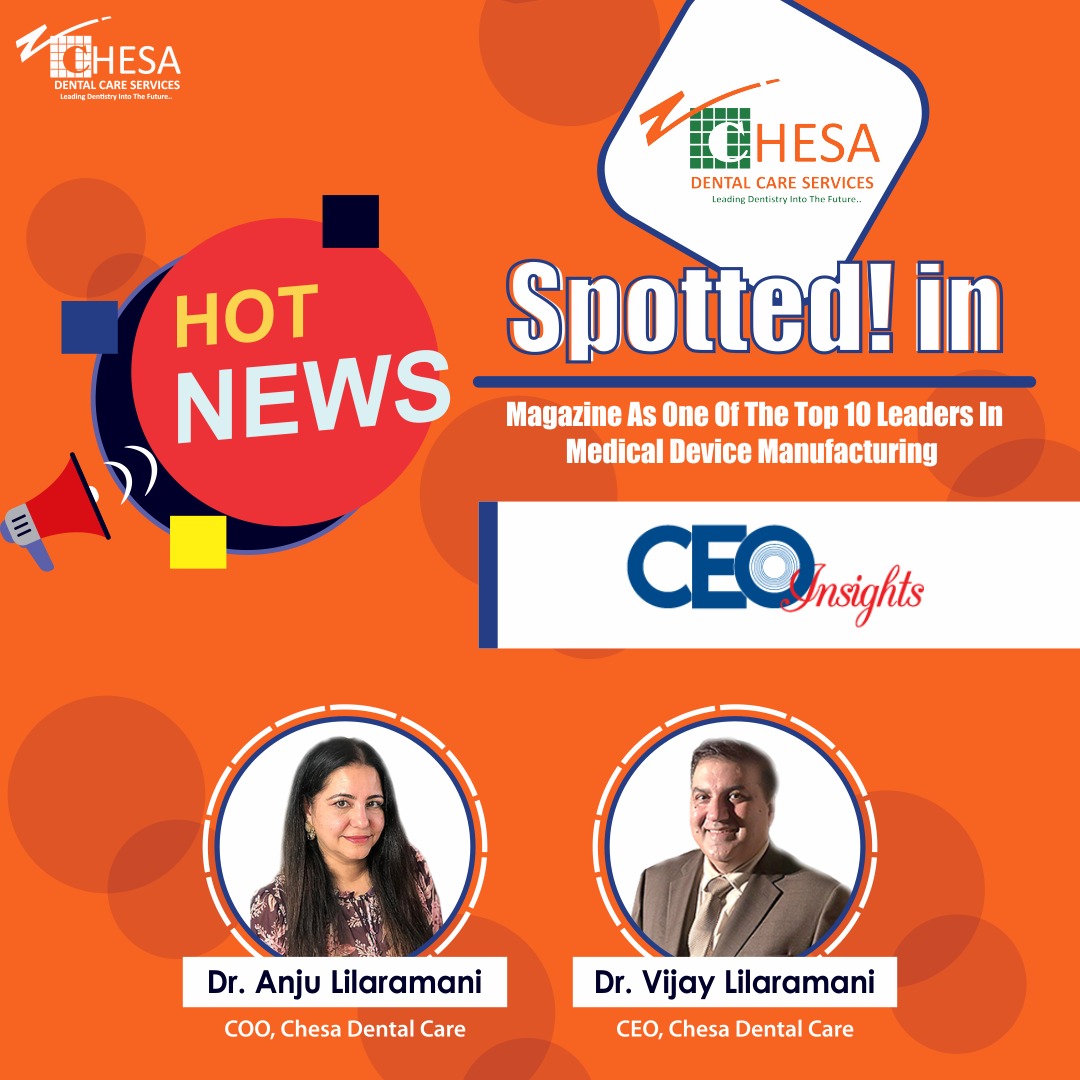 CHESA
DENTAL CARE SERVICES
Leading Dentistry Into The Future..
CHESA
DENTAL CARE SERVICES
Leading Dentistry Into The Future..
HOT
NEWS
Spotted! in
Magazine As One Of The Top 10 Leaders In
Medical Device Manufacturing
CEO Insights
Dr. Anju Lilaramani
COO, Chesa Dental Care
Dr. Vijay Lilaramani
CEO, Chesa Dental Care